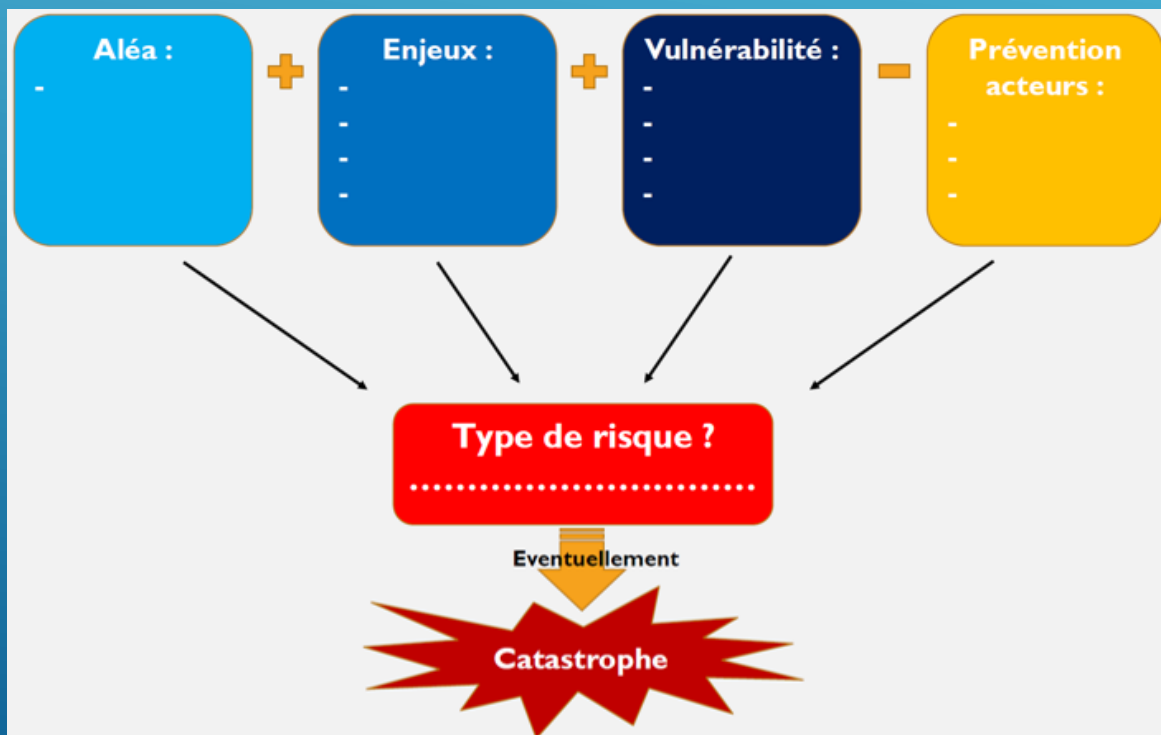 Aléa :
-
Enjeux :
-
-
-
-
Vulnérabilité :
-
-
-
-
Prévention
acteurs :
-
-
-
Type de risque ?
..............................
Eventuellement
Catastrophe